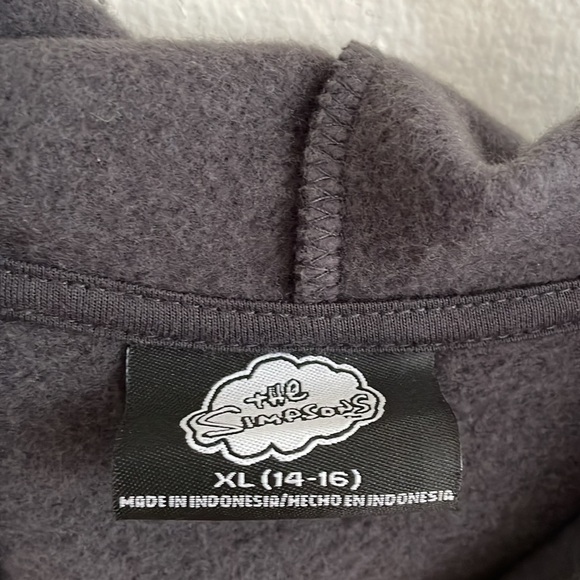 THE
SIMPSONS
XL (14-16)
MADE IN INDONESIA/HECHO EN INDONESIA